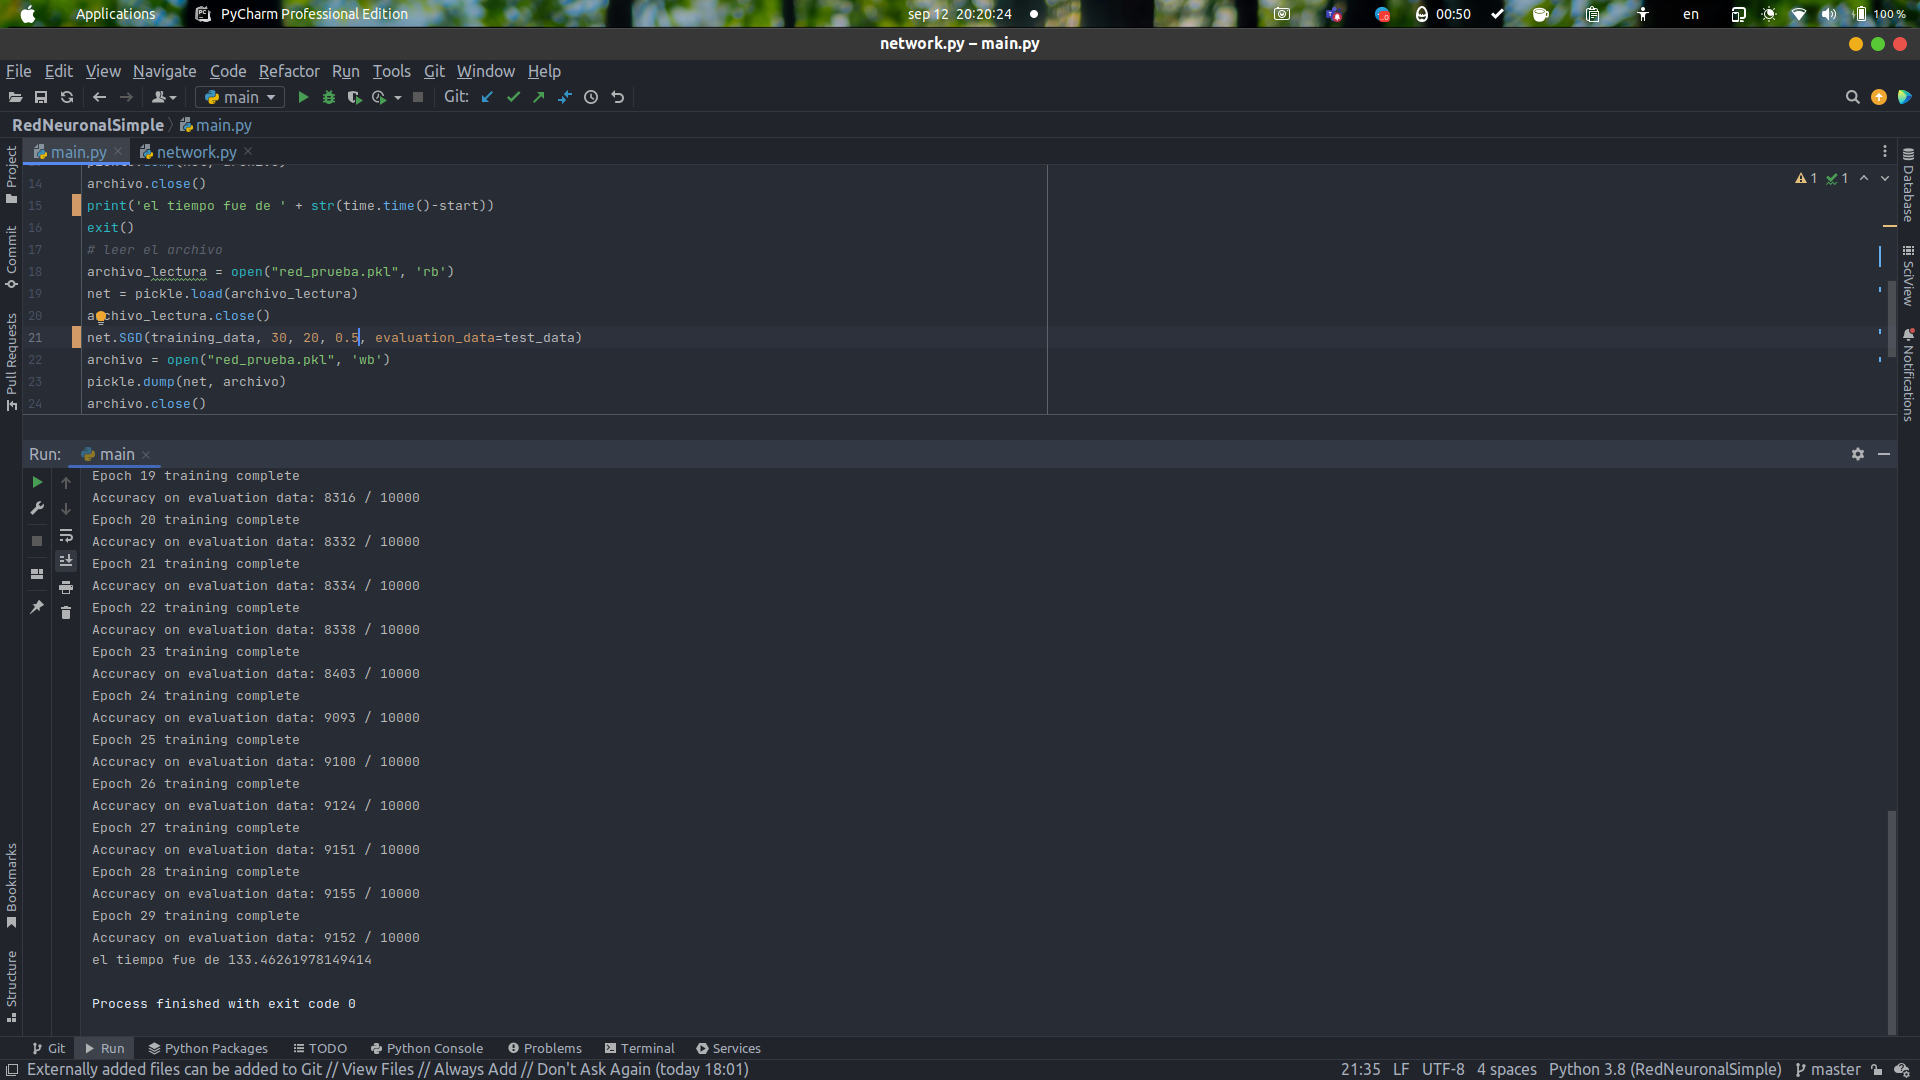 Applications PyCharm Professional Edition sep 12 20:20:24 00:50 en 100 %
network.py – main.py
File Edit View Navigate Code Refactor Run Tools Git Window Help
main Git:
RedNeuronalSimple main.py
main.py network.py
14 archivo.close()
15 print('el tiempo fue de ' + str(time.time()-start))
16 exit()
17 # leer el archivo
18 archivo_lectura = open("red_prueba.pkl", 'rb')
19 net = pickle.load(archivo_lectura)
20 archivo_lectura.close()
21 net.SGD(training_data, 30, 20, 0.5, evaluation_data=test_data)
22 archivo = open("red_prueba.pkl", 'wb')
23 pickle.dump(net, archivo)
24 archivo.close()
1 1
Project
Commit
Pull Requests
Bookmarks
Structure
Database
SciView
Notifications
Run: main
Epoch 19 training complete
Accuracy on evaluation data: 8316 / 10000
Epoch 20 training complete
Accuracy on evaluation data: 8332 / 10000
Epoch 21 training complete
Accuracy on evaluation data: 8334 / 10000
Epoch 22 training complete
Accuracy on evaluation data: 8338 / 10000
Epoch 23 training complete
Accuracy on evaluation data: 8403 / 10000
Epoch 24 training complete
Accuracy on evaluation data: 9093 / 10000
Epoch 25 training complete
Accuracy on evaluation data: 9100 / 10000
Epoch 26 training complete
Accuracy on evaluation data: 9124 / 10000
Epoch 27 training complete
Accuracy on evaluation data: 9151 / 10000
Epoch 28 training complete
Accuracy on evaluation data: 9155 / 10000
Epoch 29 training complete
Accuracy on evaluation data: 9152 / 10000
el tiempo fue de 133.46261978149414
Process finished with exit code 0
Git Run Python Packages TODO Python Console Problems Terminal Services
Externally added files can be added to Git // View Files // Always Add // Don't Ask Again (today 18:01) 21:35 LF UTF-8 4 spaces Python 3.8 (RedNeuronalSimple) master